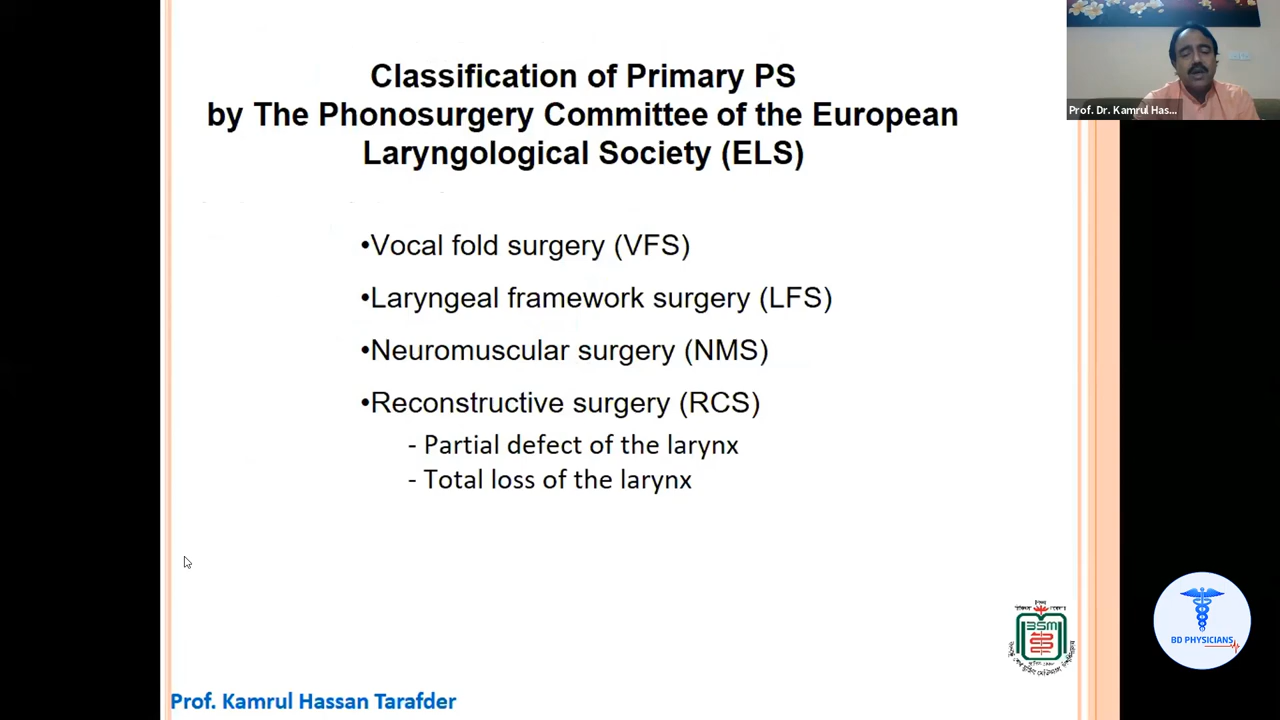 Classification of Primary PS
by The Phonosurgery Committee of the European
Laryngological Society (ELS)
•Vocal fold surgery (VFS)
•Laryngeal framework surgery (LFS)
•Neuromuscular surgery (NMS)
•Reconstructive surgery (RCS)
- Partial defect of the larynx
- Total loss of the larynx
Prof. Kamrul Hassan Tarafder
Prof. Dr. Kamrul Has...
BSM
BD PHYSICIANS